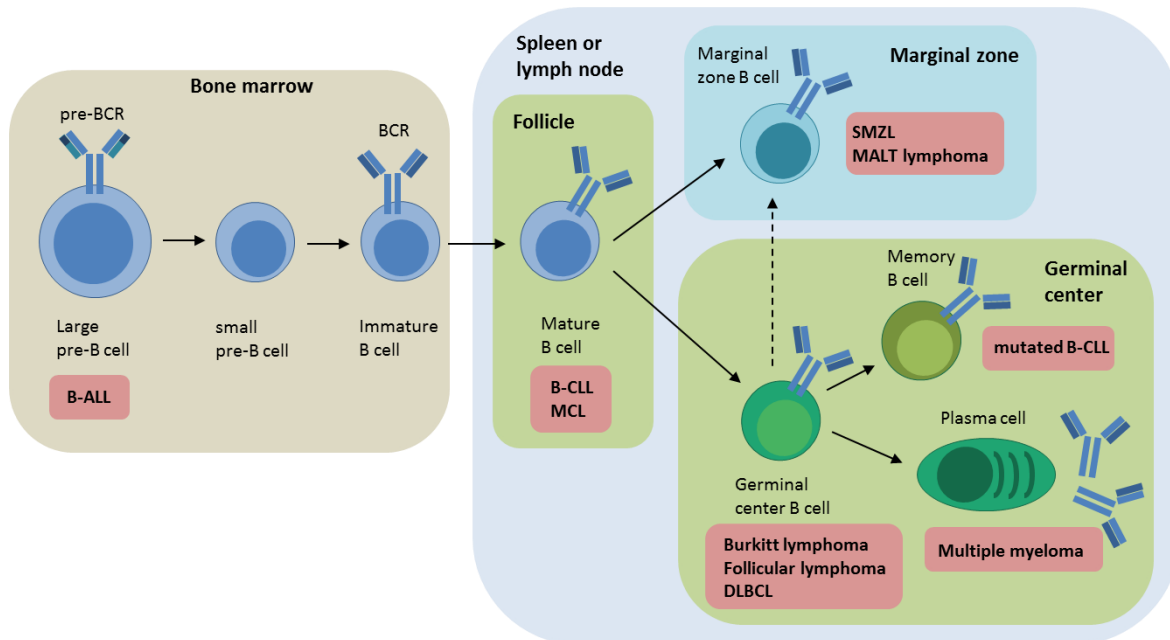 Bone marrow
pre-BCR
BCR
Large
pre-B cell
small
pre-B cell
Immature
B cell
B-ALL
Spleen or
lymph node
Follicle
Mature
B cell
B-CLL
MCL
Marginal
zone B cell
Marginal zone
SMZL
MALT lymphoma
Germinal
center
Memory
B cell
mutated B-CLL
Plasma cell
Germinal
center B cell
Burkitt lymphoma
Follicular lymphoma
DLBCL
Multiple myeloma